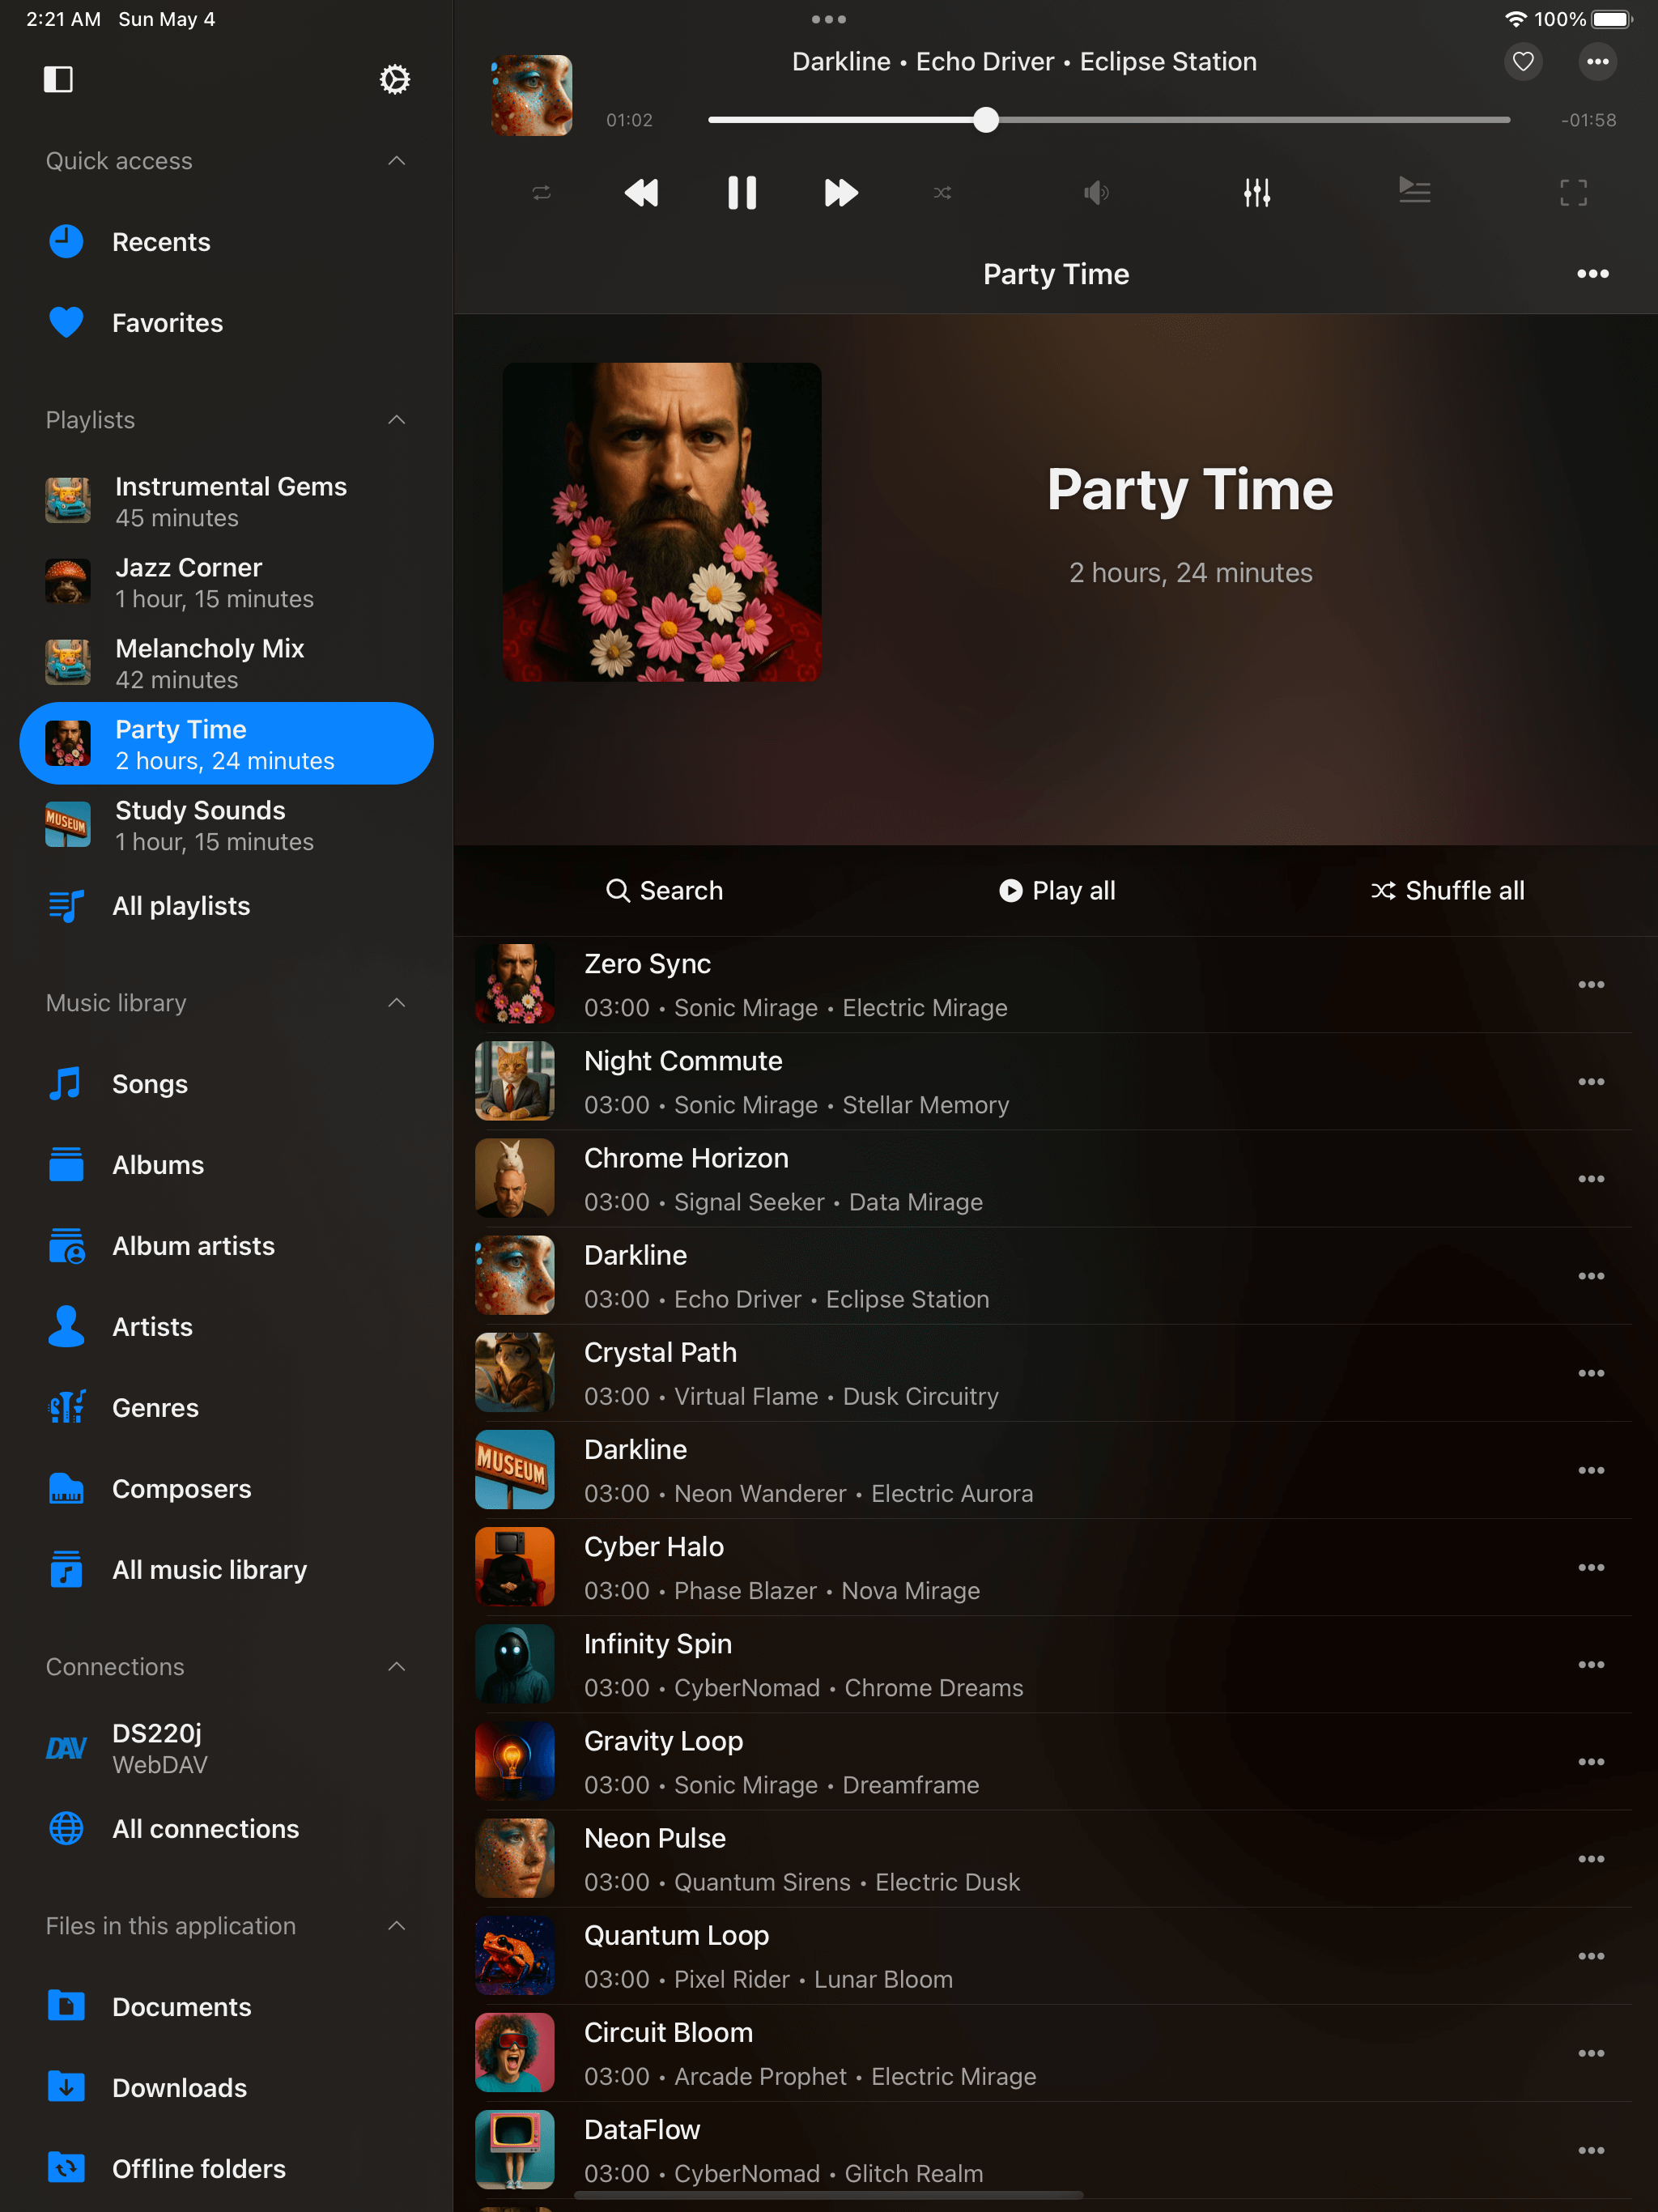 2:21 AM Sun May 4
100%
Quick access
Recents
Favorites
Playlists
Instrumental Gems
45 minutes
Jazz Corner
1 hour, 15 minutes
Melancholy Mix
42 minutes
Party Time
2 hours, 24 minutes
MUSEUM
Study Sounds
1 hour, 15 minutes
All playlists
Music library
Songs
Albums
Album artists
Artists
Genres
Composers
All music library
Connections
DAV
DS220j
WebDAV
All connections
Files in this application
Documents
Downloads
Offline folders
Darkline • Echo Driver • Eclipse Station
01:02
-01:58
Party Time
Party Time
2 hours, 24 minutes
Search
Play all
Shuffle all
Zero Sync
03:00 • Sonic Mirage • Electric Mirage
Night Commute
03:00 • Sonic Mirage • Stellar Memory
Chrome Horizon
03:00 • Signal Seeker • Data Mirage
Darkline
03:00 • Echo Driver • Eclipse Station
Crystal Path
03:00 • Virtual Flame • Dusk Circuitry
MUSEUM
Darkline
03:00 • Neon Wanderer • Electric Aurora
Cyber Halo
03:00 • Phase Blazer • Nova Mirage
Infinity Spin
03:00 • CyberNomad • Chrome Dreams
Gravity Loop
03:00 • Sonic Mirage • Dreamframe
Neon Pulse
03:00 • Quantum Sirens • Electric Dusk
Quantum Loop
03:00 • Pixel Rider • Lunar Bloom
Circuit Bloom
03:00 • Arcade Prophet • Electric Mirage
DataFlow
03:00 • CyberNomad • Glitch Realm